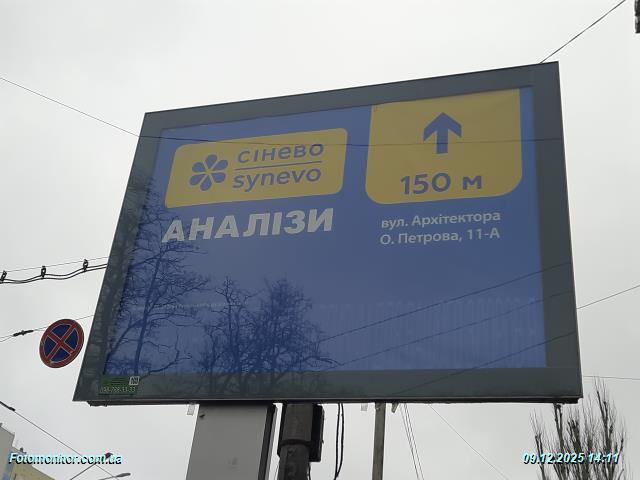 сінево
synevo
150 м
АНАЛІЗИ
вул. Архітектора
О. Петрова, 11-А
Fotomonitor.com.ua
09.12.2025 14:11